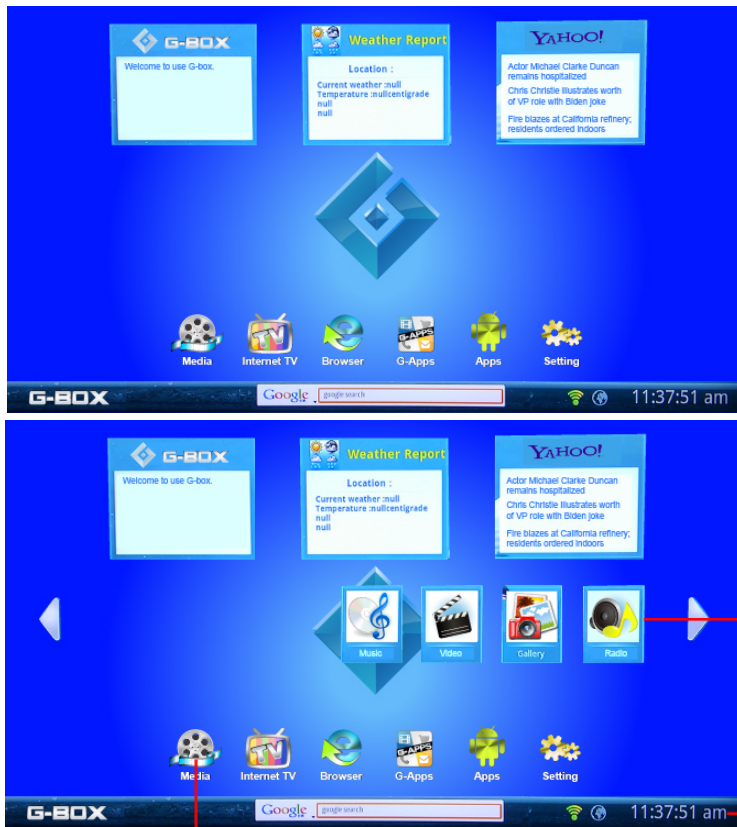 G-BOX
Welcome to use G-box.
Weather Report
Location :
Current weather :null
Temperature :nullcentigrade
null
null
YAHOO!
Actor Michael Clarke Duncan
remains hospitalized
Chris Christie illustrates worth
of VP role with Biden joke
Fire blazes at California refinery;
residents ordered indoors
TV
G-APPS
Media
Internet TV
Browser
G-Apps
Apps
Setting
G-BOX
Google
google search
11:37:51 am
G-BOX
Welcome to use G-box.
Weather Report
Location :
Current weather :null
Temperature :nullcentigrade
null
null
YAHOO!
Actor Michael Clarke Duncan
remains hospitalized
Chris Christie illustrates worth
of VP role with Biden joke
Fire blazes at California refinery;
residents ordered indoors
Music
Video
Gallery
Radio
TV
G-APPS
Media
Internet TV
Browser
G-Apps
Apps
Setting
G-BOX
Google
google search
11:37:51 am